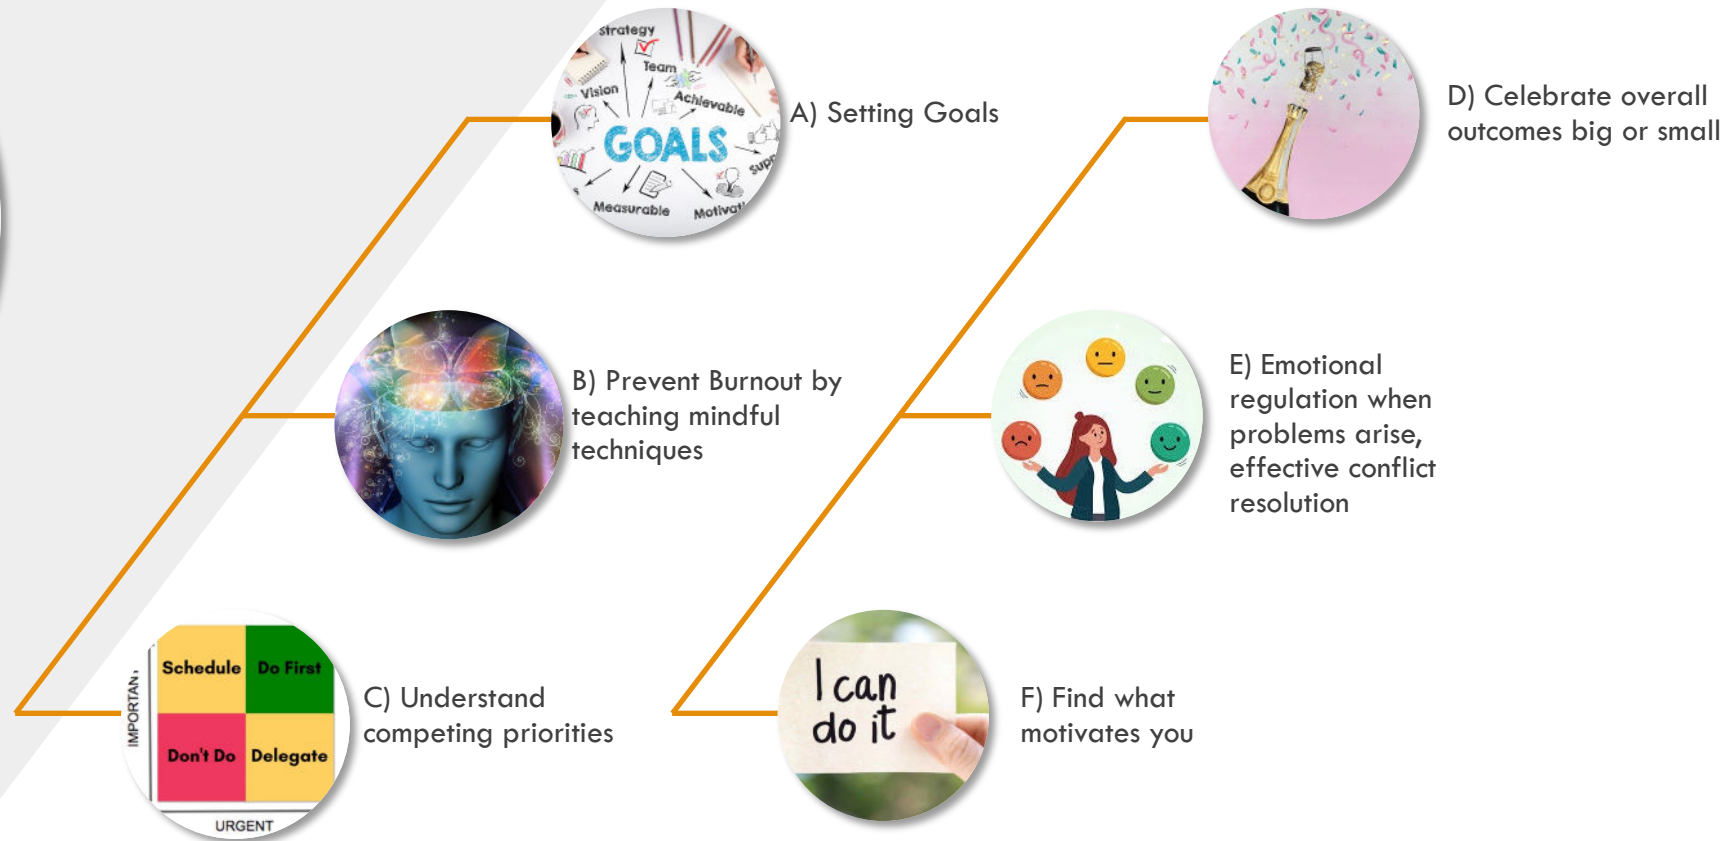 Strategy
Team
Vision
Achievable
GOALS
Measurable
A) Setting Goals
B) Prevent Burnout by
teaching mindful
techniques
Schedule
Do First
Don't Do
Delegate
URGENT
C) Understand
competing priorities
D) Celebrate overall
outcomes big or small
E) Emotional
regulation when
problems arise,
effective conflict
resolution
I can
do it
F) Find what
motivates you